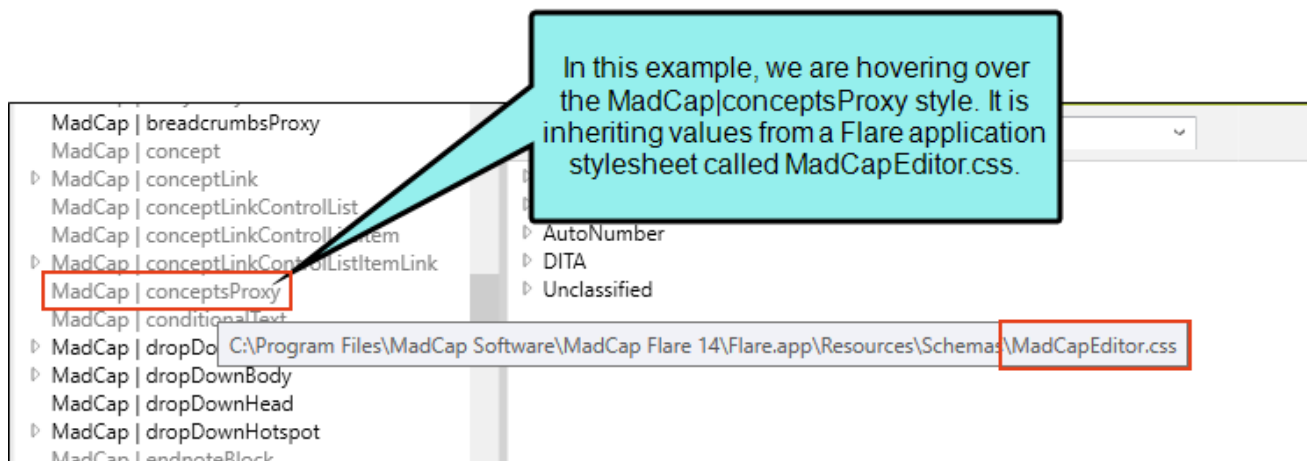 In this example, we are hovering over
the MadCap|conceptsProxy style. It is
inheriting values from a Flare application
stylesheet called MadCapEditor.css.
MadCap | breadcrumbsProxy
MadCap | concept
MadCap | conceptLink
MadCap | conceptLinkControlList
MadCap | conceptLinkControlListItem
MadCap | conceptLinkControlListItemLink
MadCap | conceptsProxy
MadCap | conditionalText
MadCap | dropDo
MadCap | dropDownBody
MadCap | dropDownHead
MadCap | dropDownHotspot
MadCap | endnoteBlock
AutoNumber
DITA
Unclassified
C:\Program Files\MadCap Software\MadCap Flare 14\Flare.app\Resources\Schemas\MadCapEditor.css